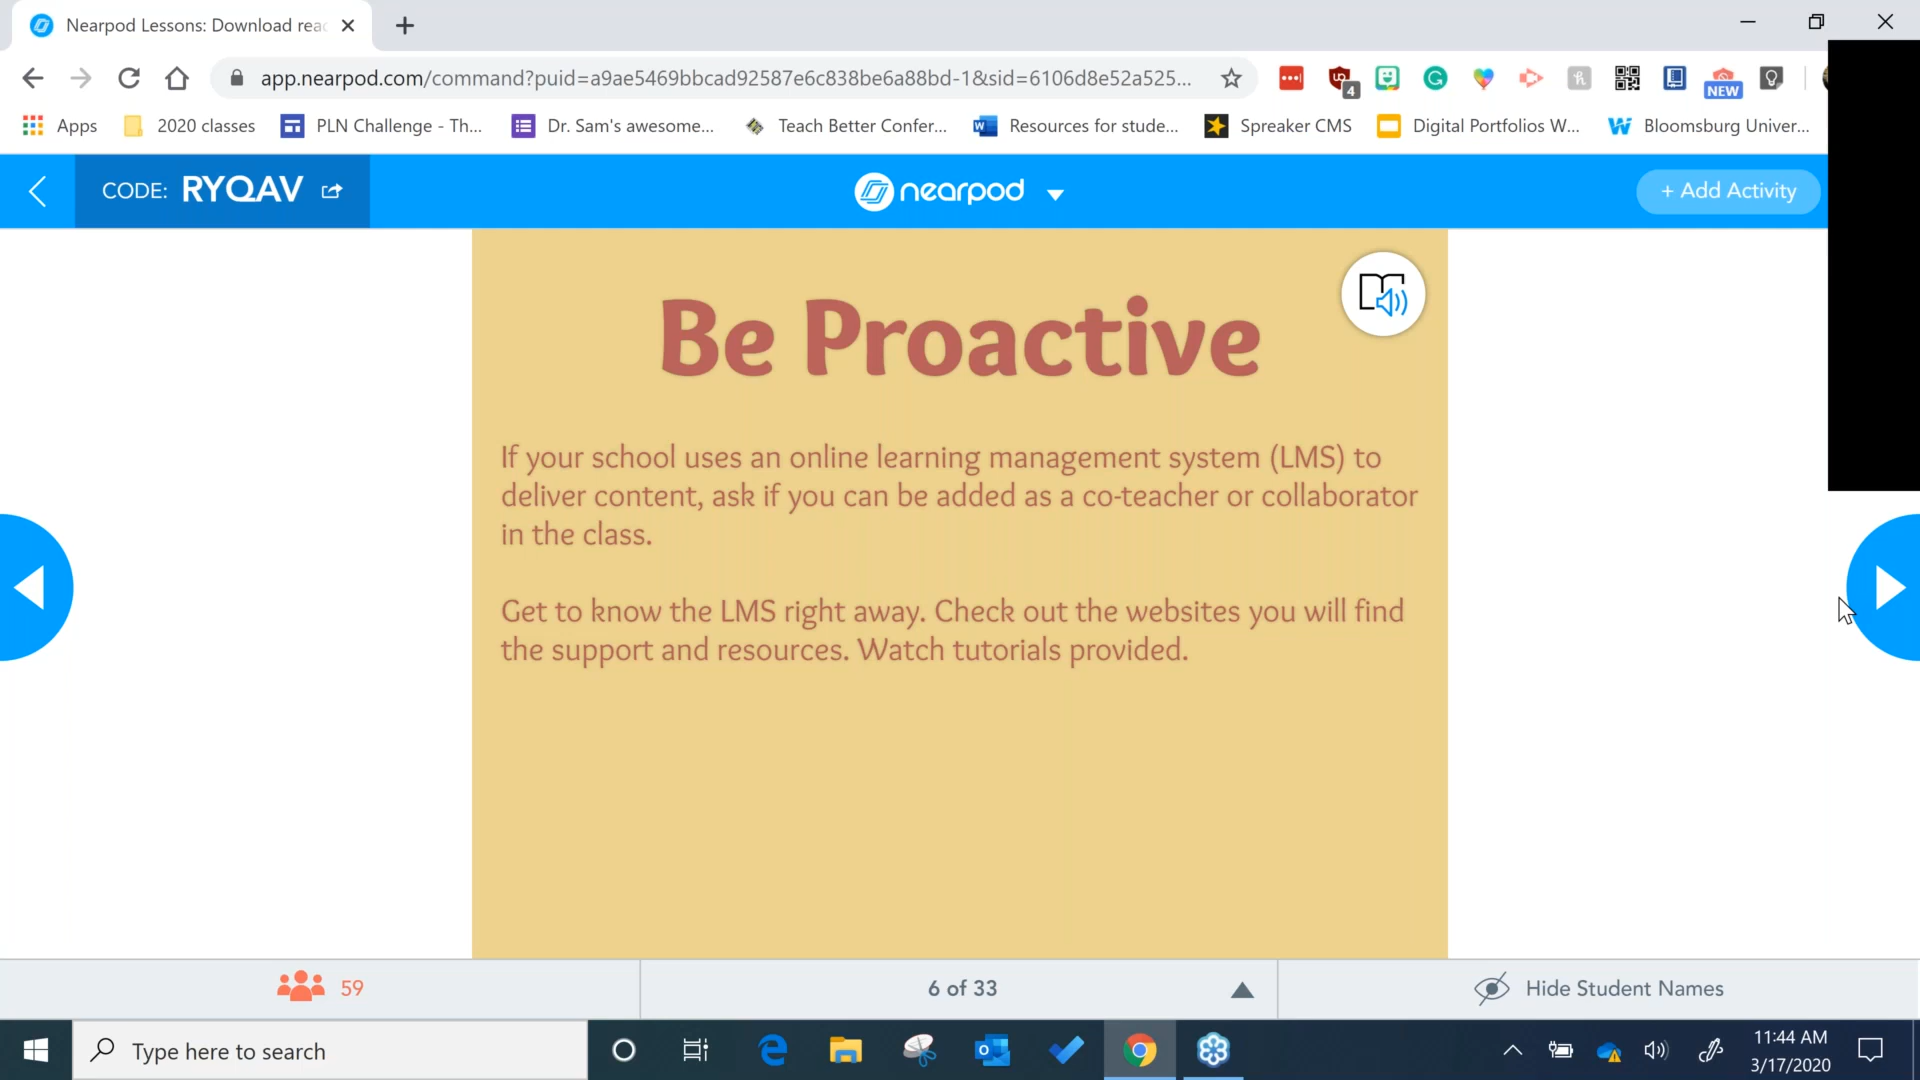 Nearpod Lessons: Download read
app.nearpod.com/command?puid=a9ae5469bbcad92587e6c838be6a88bd-1&sid=6106d8e52a525...
4
NEW
Apps
2020 classes
PLN Challenge - Th...
Dr. Sam's awesome...
Teach Better Confer...
Resources for stude...
Spreaker CMS
Digital Portfolios W...
Bloomsburg Univer...
CODE: RYQAV
nearpod
+ Add Activity
Be Proactive
If your school uses an online learning management system (LMS) to
deliver content, ask if you can be added as a co-teacher or collaborator
in the class.
Get to know the LMS right away. Check out the websites you will find
the support and resources. Watch tutorials provided.
59
6 of 33
Hide Student Names
Type here to search
11:44 AM
3/17/2020